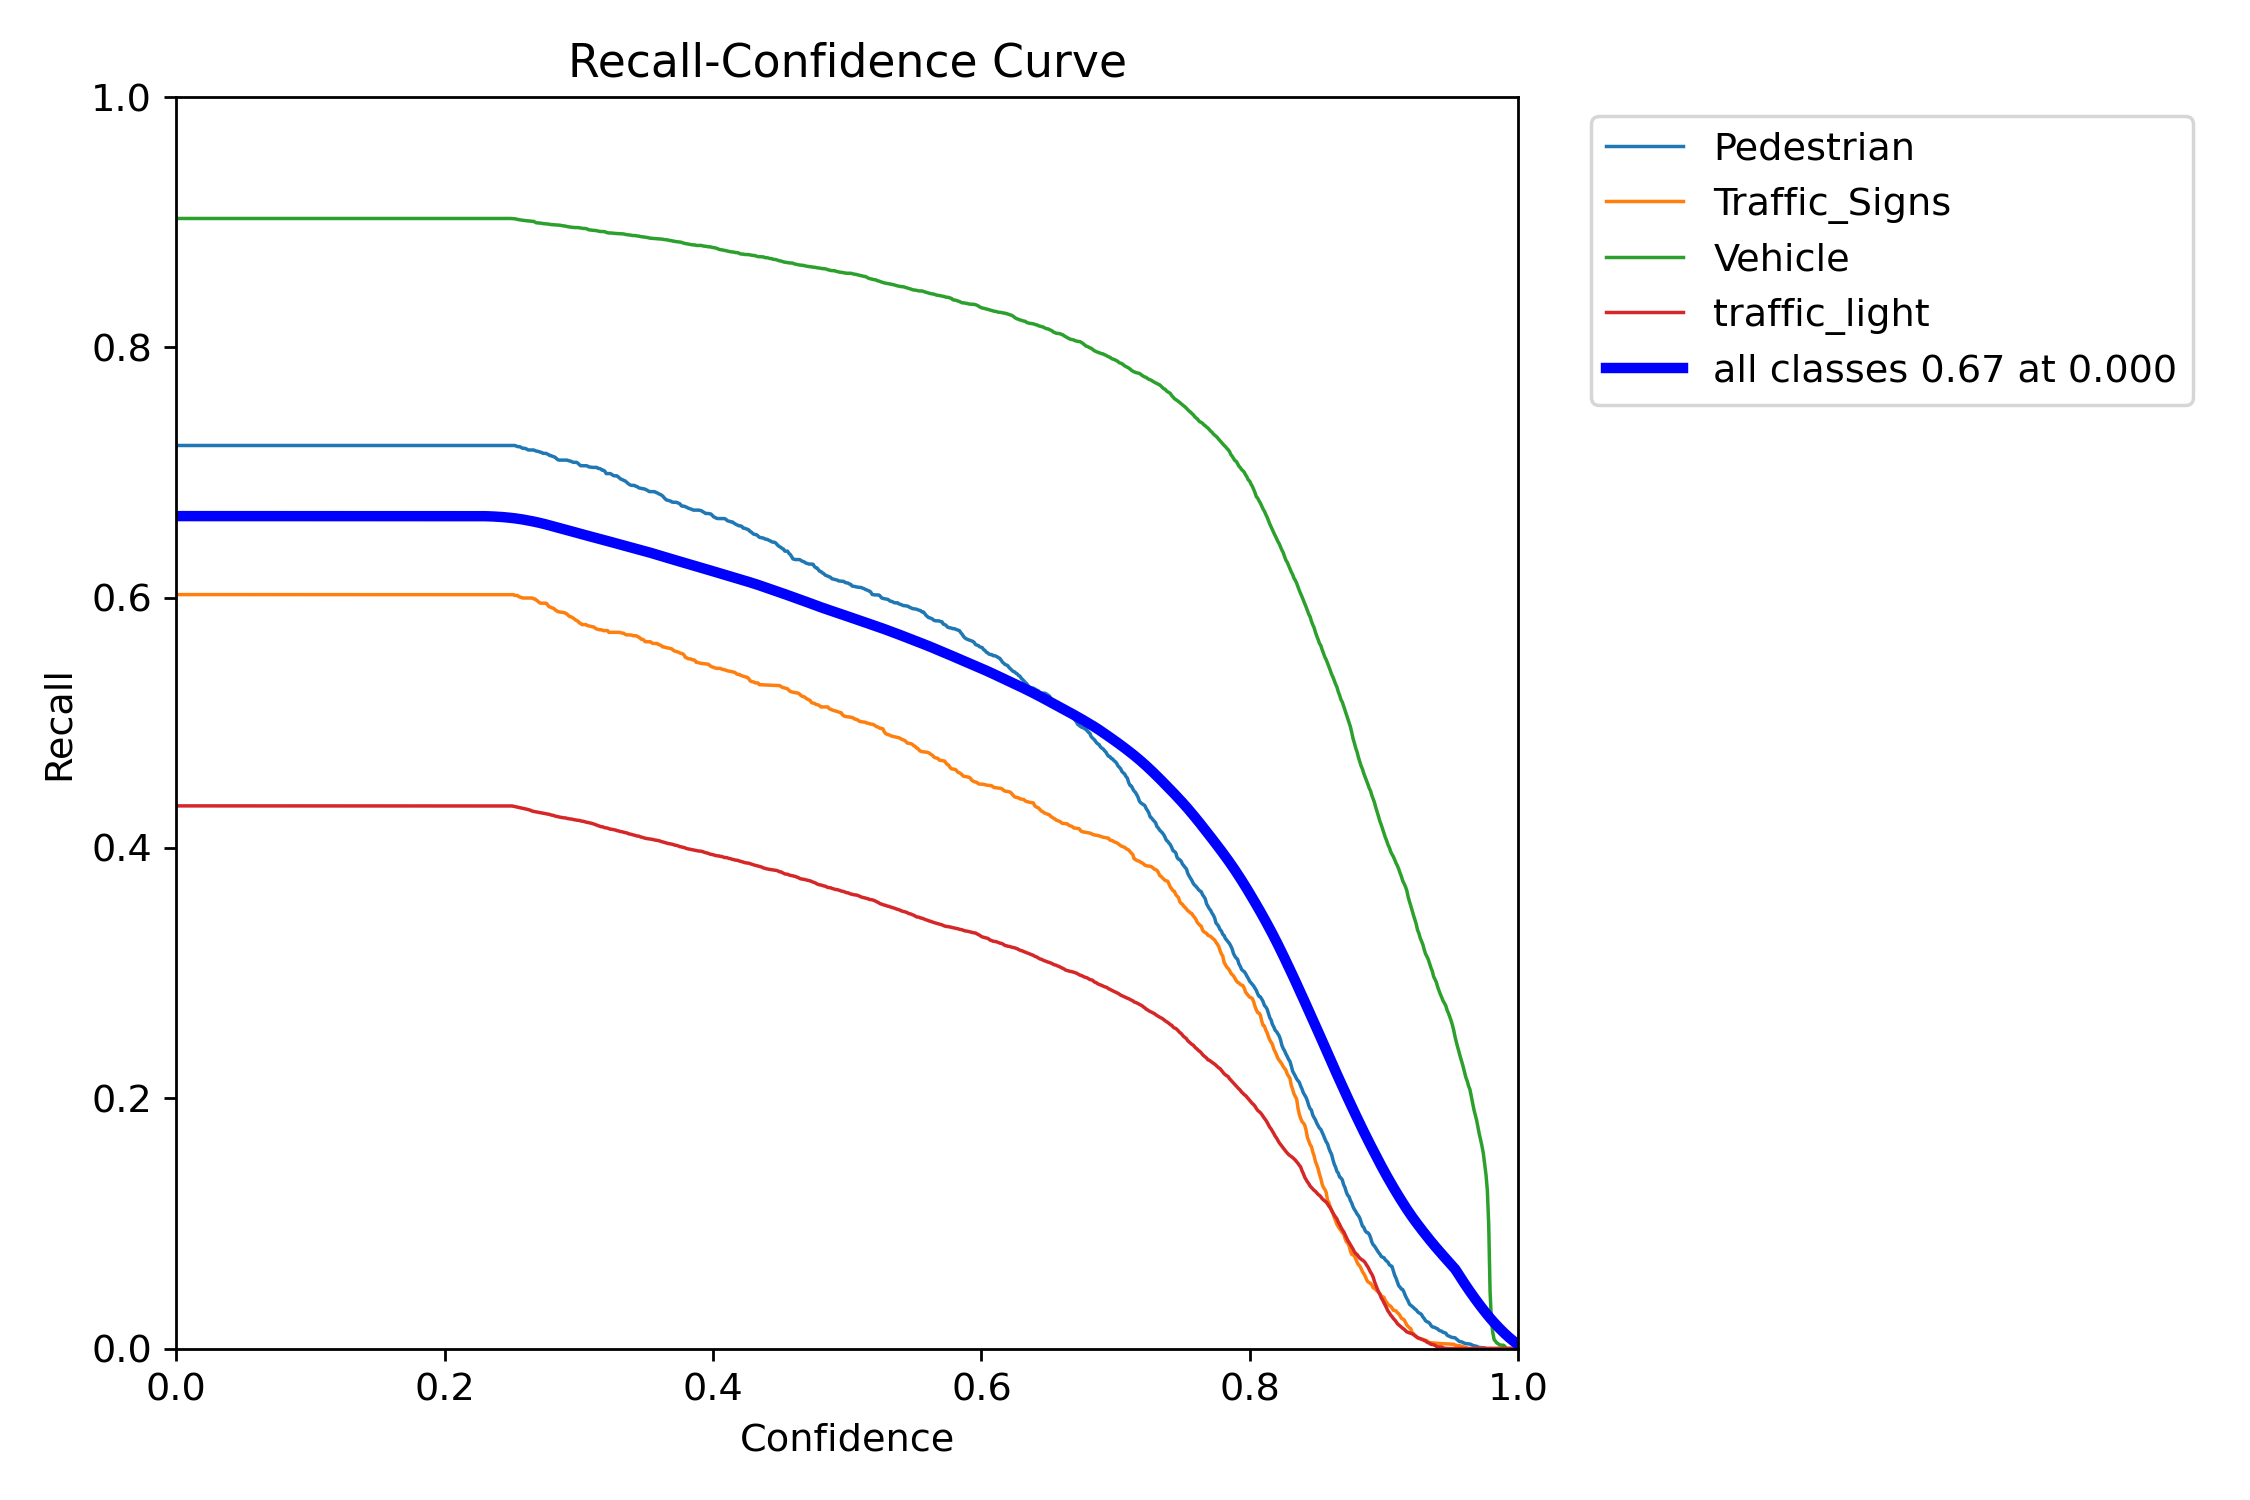 Recall-Confidence Curve
1.0
0.8
0.6
0.4
0.2
0.0
Recall
0.0 0.2 0.4 0.6 0.8 1.0
Confidence
Pedestrian
Traffic_Signs
Vehicle
traffic_light
all classes 0.67 at 0.000